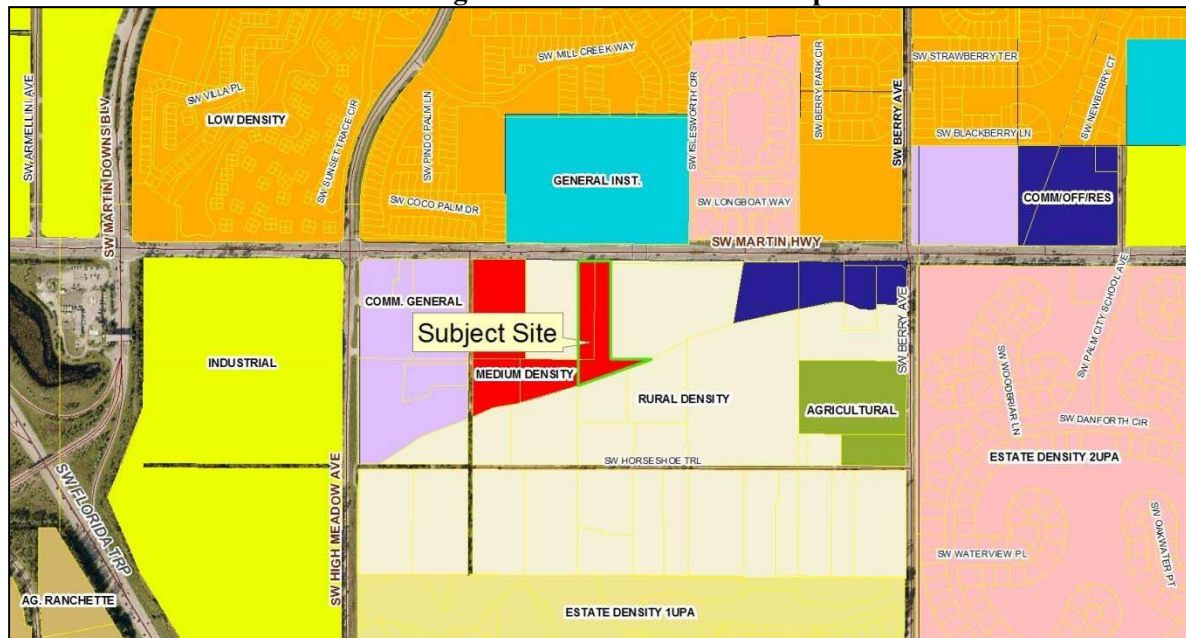 SW ARMELLINI AVE
SW MARTIN DOWNS BLV
SW VILLA PL
LOW DENSITY
SW SUNSET TRACE CIR
SW PINDO PALM LN
SW MILL CREEK WAY
SW COCO PALM DR
GENERAL INST.
SW ISLESWORTH CIR
SW LONGBOAT WAY
SW BERRY PARK CIR
SW BERRY AVE
SW STRAWBERRY TER
SW BLACKBERRY LN
SW NEWBERRY CT
COMM/OFF/RES
SW MARTIN HWY
COMM. GENERAL
Subject Site
INDUSTRIAL
MEDIUM DENSITY
RURAL DENSITY
AGRICULTURAL
SW BERRY AVE
SW PALM CITY SCHOOL AVE
SW WOODBRIAR LN
SW DANFORTH CIR
ESTATE DENSITY 2UPA
SW HORSESHOE TRL
SW HIGH MEADOW AVE
SW FLORIDA TRP
SW WATERVIEW PL
SW OAKWATER PT
AG. RANCHETTE
ESTATE DENSITY 1UPA